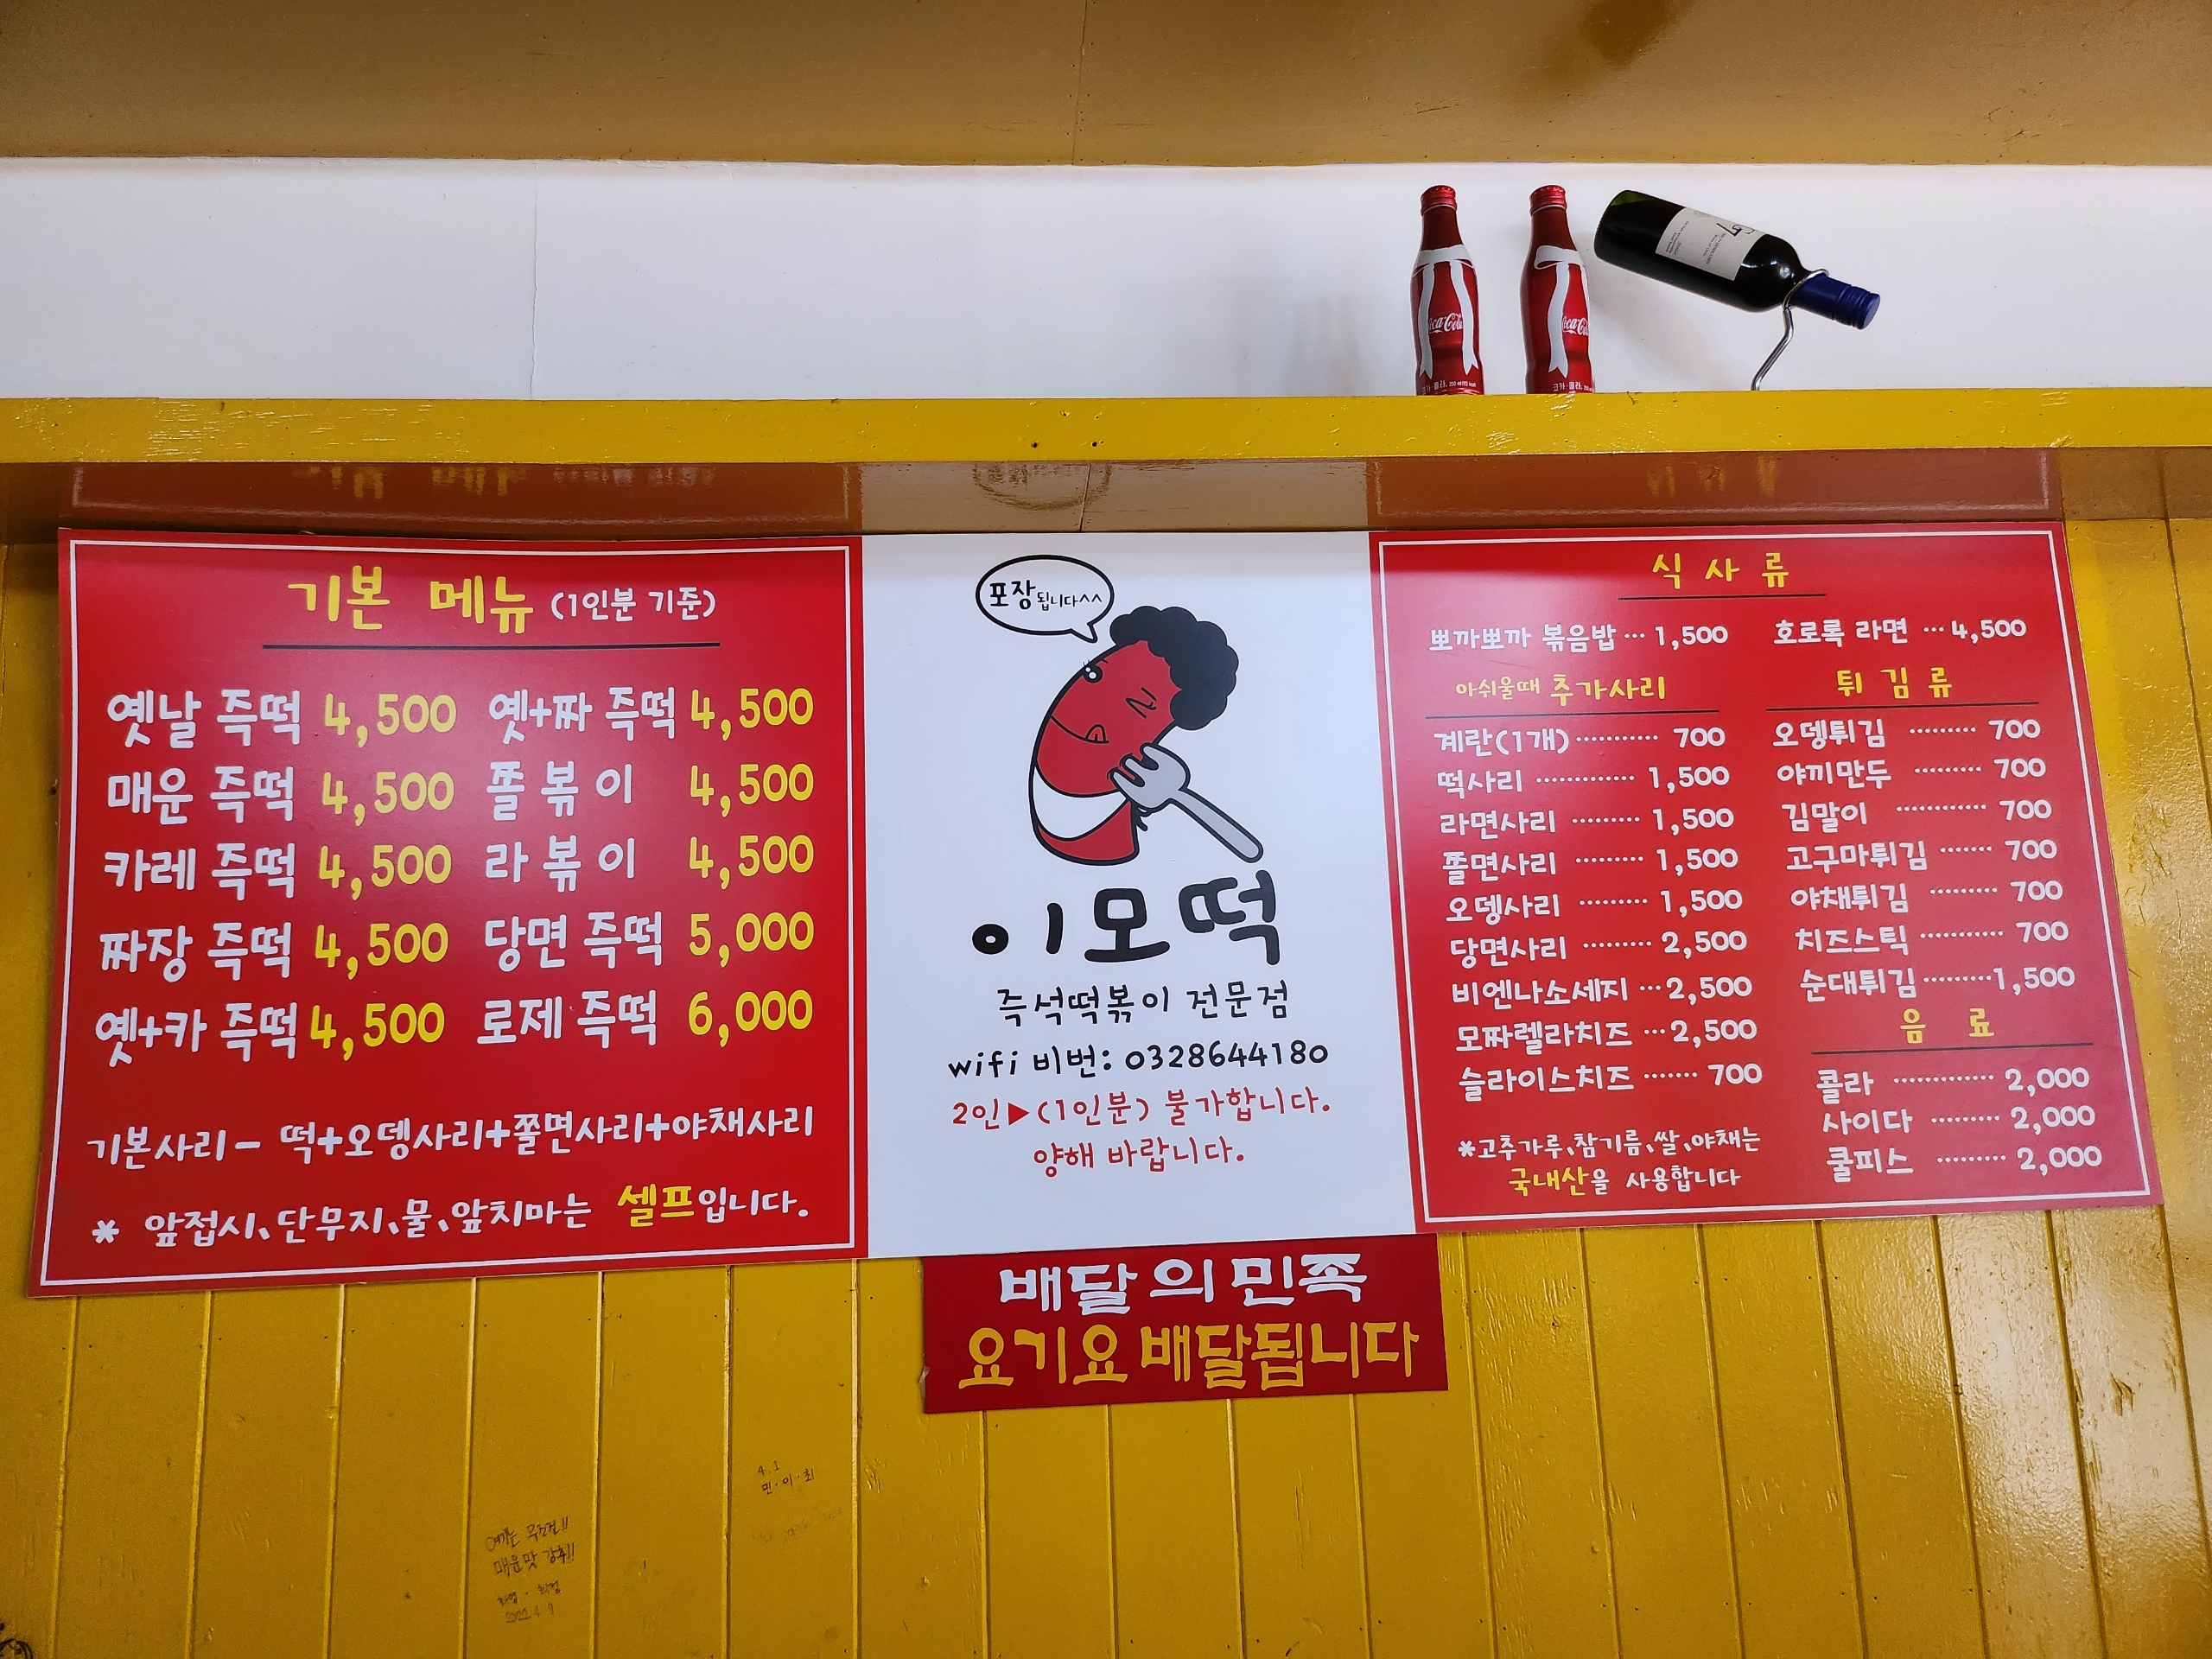 Coca-Cola
Coca-Cola
기본 메뉴 (1인분 기준)
옛날 즉떡 4,500 옛+짜 즉떡 4,500
매운 즉떡 4,500 쫄볶이 4,500
카레 즉떡 4,500 라볶이 4,500
짜장 즉떡 4,500 당면 즉떡 5,000
옛+카 즉떡 4,500 로제 즉떡 6,000
기본사리- 떡+오뎅사리+쫄면사리+야채사리
* 앞접시、단무지、물、앞치마는 셀프입니다.
포장됩니다^^
이모떡
즉석떡볶이 전문점
wifi 비번: 0328644180
2인▶(1인분) 불가합니다.
양해 바랍니다.
식사류
뽀까뽀까 볶음밥 ··· 1,500
호로록 라면 ··· 4,500
아쉬울때 추가사리
계란(1개) ··········· 700
떡사리 ············· 1,500
라면사리 ········· 1,500
쫄면사리 ········· 1,500
오뎅사리 ········· 1,500
당면사리 ········· 2,500
비엔나소세지 ··· 2,500
모짜렐라치즈 ··· 2,500
슬라이스치즈 ······· 700
*고추가루、참기름、쌀、야채는
국내산을 사용합니다
튀김류
오뎅튀김 ········· 700
야끼만두 ········· 700
김말이 ············ 700
고구마튀김 ······· 700
야채튀김 ········· 700
치즈스틱 ··········· 700
순대튀김 ········· 1,500
음료
콜라 ············· 2,000
사이다 ········· 2,000
쿨피스 ········· 2,000
배달의민족
요기요 배달됩니다
4.1
민·이·최
매운맛 강추!!